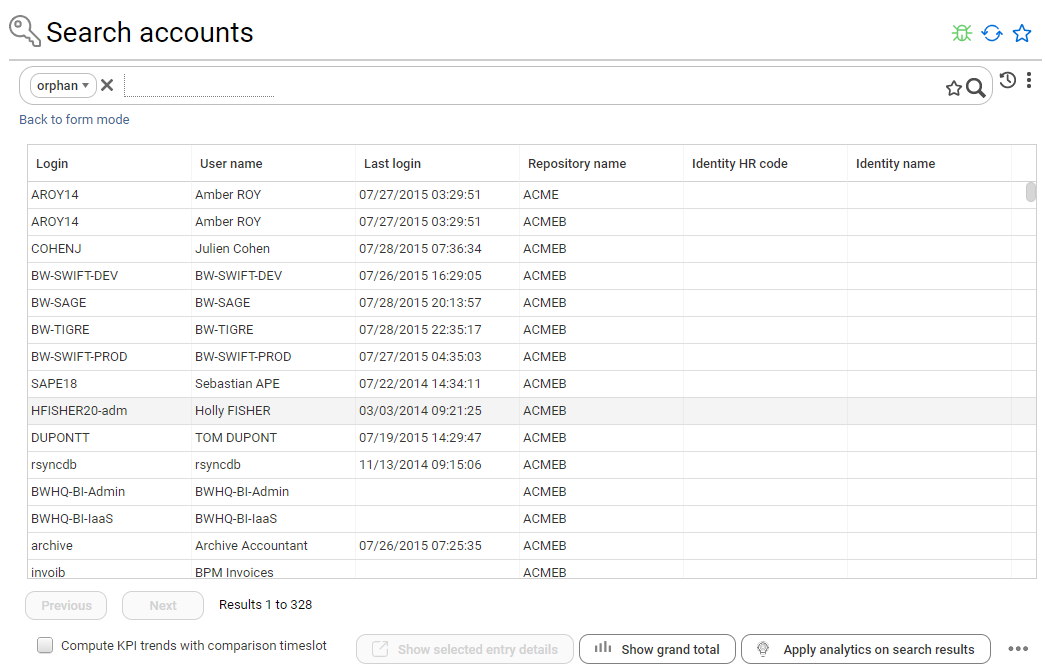 Search accounts
orphan
Back to form mode
Login User name Last login Repository name Identity HR code Identity name
AROY14 Amber ROY 07/27/2015 03:29:51 ACME
AROY14 Amber ROY 07/27/2015 03:29:51 ACMEB
COHENJ Julien Cohen 07/28/2015 07:36:34 ACMEB
BW-SWIFT-DEV BW-SWIFT-DEV 07/26/2015 16:29:05 ACMEB
BW-SAGE BW-SAGE 07/28/2015 20:13:57 ACMEB
BW-TIGRE BW-TIGRE 07/28/2015 22:35:17 ACMEB
BW-SWIFT-PROD BW-SWIFT-PROD 07/27/2015 04:35:03 ACMEB
SAPE18 Sebastian APE 07/22/2014 14:34:11 ACMEB
HFISHER20-adm Holly FISHER 03/03/2014 09:21:25 ACMEB
DUPONTT TOM DUPONT 07/19/2015 14:29:47 ACMEB
rsyncdb rsyncdb 11/13/2014 09:15:06 ACMEB
BWHQ-BI-Admin BWHQ-BI-Admin ACMEB
BWHQ-BI-IaaS BWHQ-BI-IaaS ACMEB
archive Archive Accountant 07/26/2015 07:25:35 ACMEB
invoib BPM Invoices ACMEB
Previous Next Results 1 to 328
Compute KPI trends with comparison timeslot Show selected entry details Show grand total Apply analytics on search results